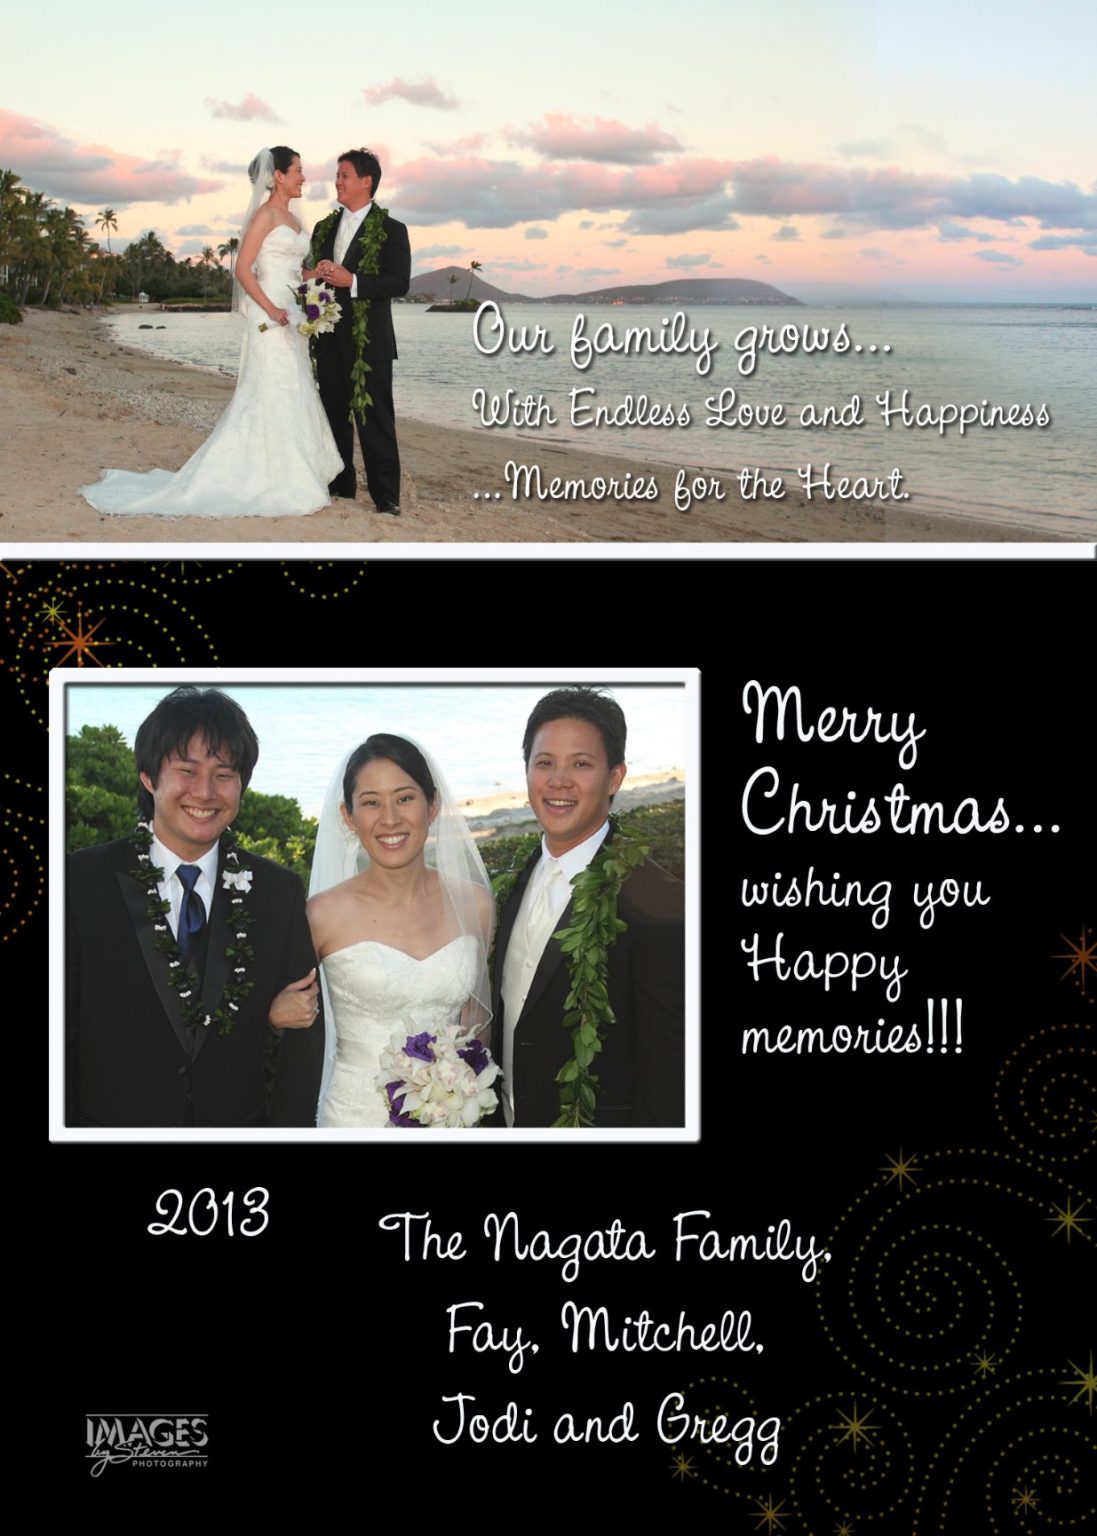 Our family grows...
With Endless Love and Happiness
...Memories for the Heart.
Merry
Christmas...
wishing you
Happy
memories!!!
2013
The Nagata Family,
Fay, Mitchell,
Jodi and Gregg
IMAGES
by Steven
PHOTOGRAPHY